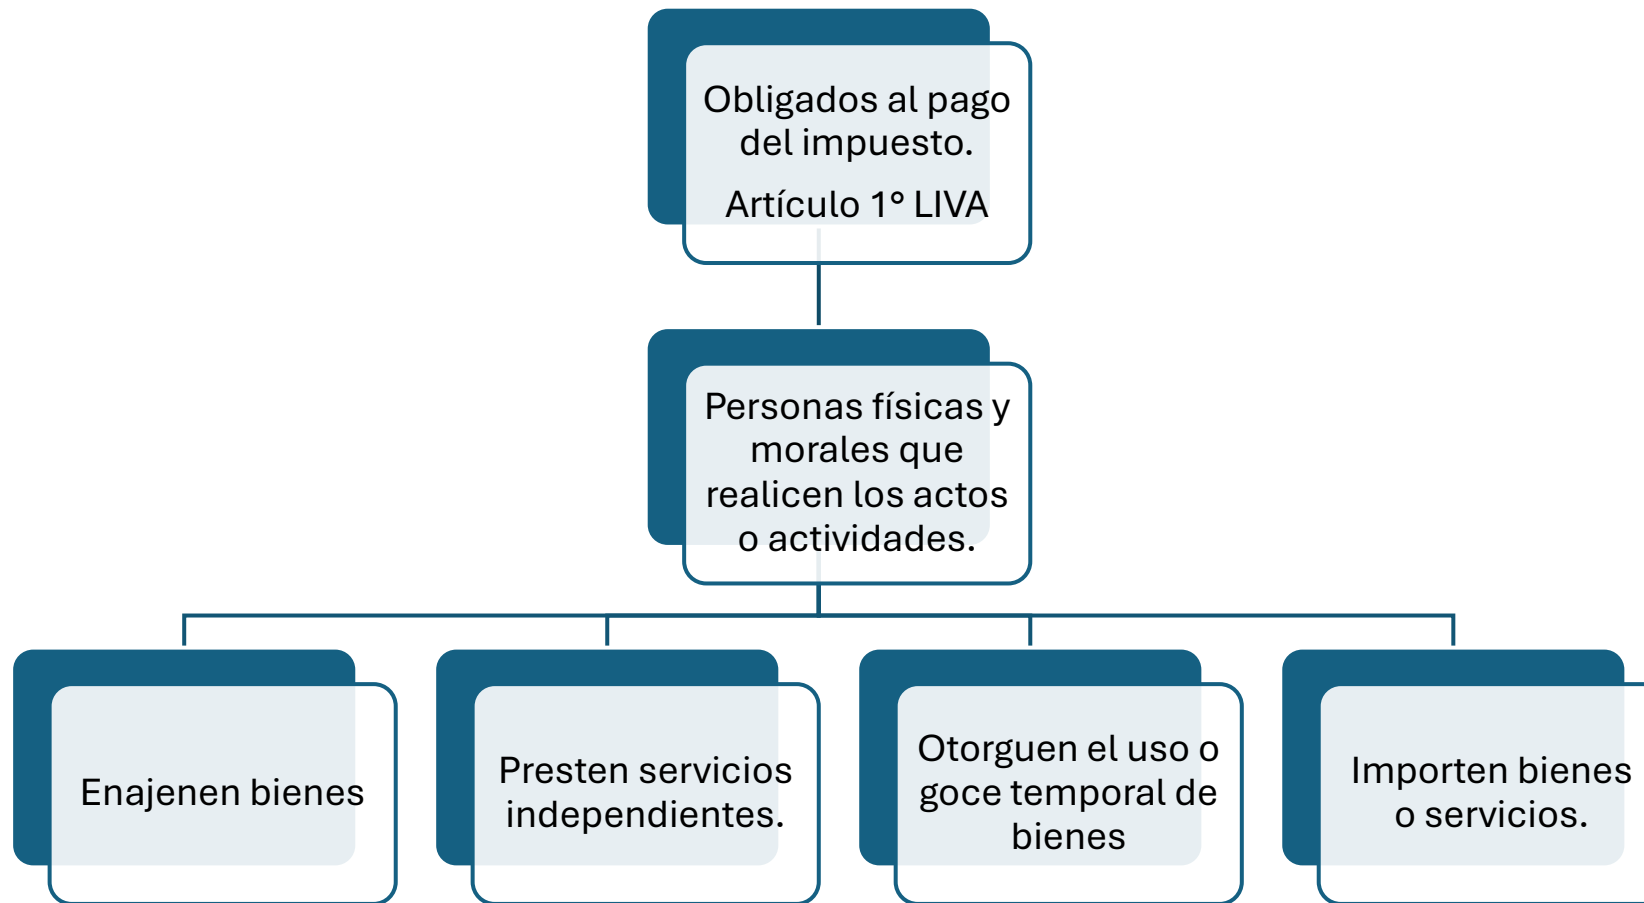 Obligados al pago
del impuesto.
Artículo 1° LIVA
Personas físicas y
morales que
realicen los actos
o actividades.
Enajenen bienes
Presten servicios
independientes.
Otorguen el uso o
goce temporal de
bienes
Importen bienes
o servicios.